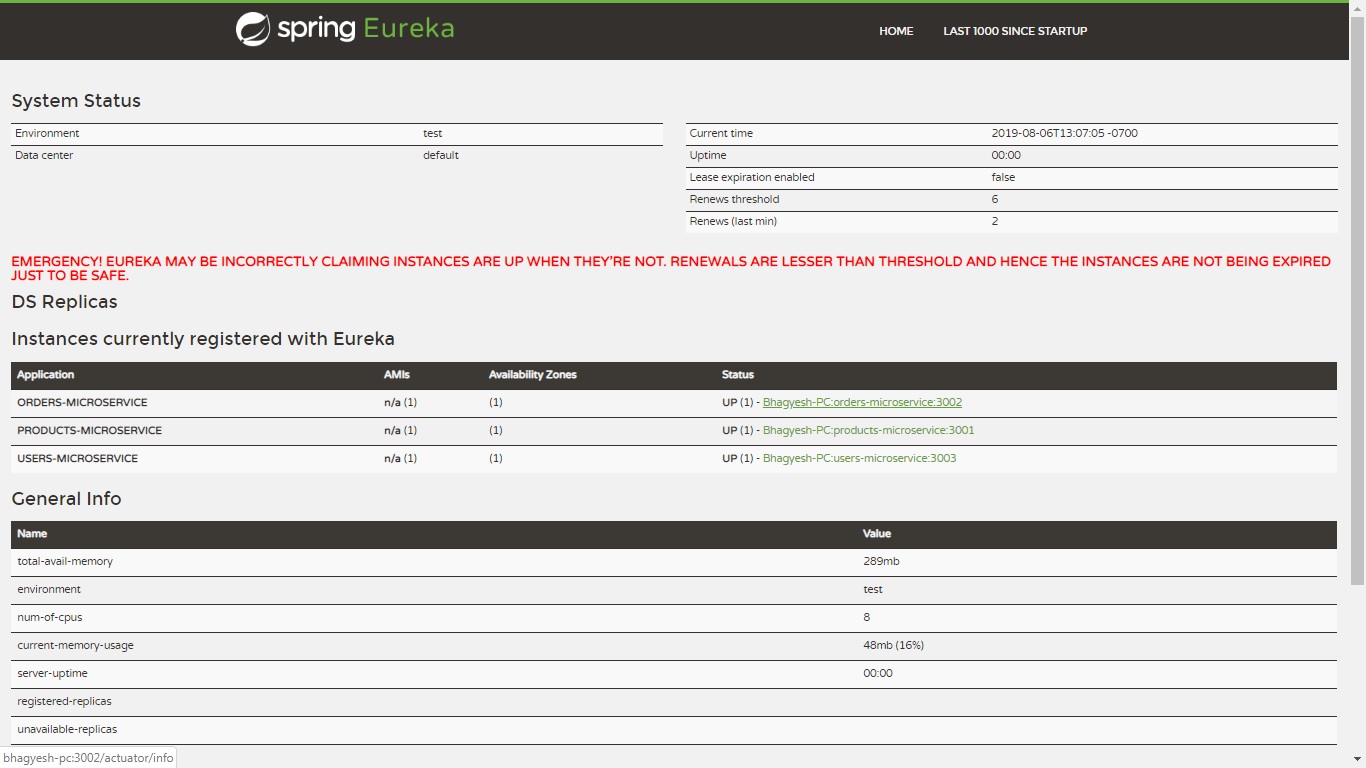 spring Eureka
HOME LAST 1000 SINCE STARTUP
System Status
Environment test
Data center default
Current time 2019-08-06T13:07:05 -0700
Uptime 00:00
Lease expiration enabled false
Renews threshold 6
Renews (last min) 2
EMERGENCY! EUREKA MAY BE INCORRECTLY CLAIMING INSTANCES ARE UP WHEN THEY'RE NOT. RENEWALS ARE LESSER THAN THRESHOLD AND HENCE THE INSTANCES ARE NOT BEING EXPIRED
JUST TO BE SAFE.
DS Replicas
Instances currently registered with Eureka
Application AMIs Availability Zones Status
ORDERS-MICROSERVICE n/a (1) (1) UP (1) - Bhagyesh-PC:orders-microservice:3002
PRODUCTS-MICROSERVICE n/a (1) (1) UP (1) - Bhagyesh-PC:products-microservice:3001
USERS-MICROSERVICE n/a (1) (1) UP (1) - Bhagyesh-PC:users-microservice:3003
General Info
Name Value
total-avail-memory 289mb
environment test
num-of-cpus 8
current-memory-usage 48mb (16%)
server-uptime 00:00
registered-replicas
unavailable-replicas
bhagyesh-pc:3002/actuator/info